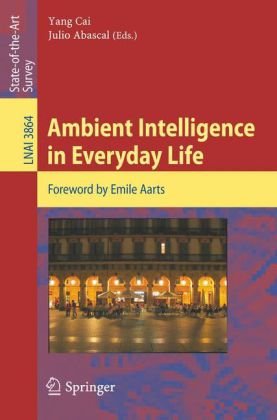 Yang Cai
Julio Abascal (Eds.)
State-of-the-Art
Survey
LNAI 3864
Ambient Intelligence
in Everyday Life
Foreword by Emile Aarts
Springer